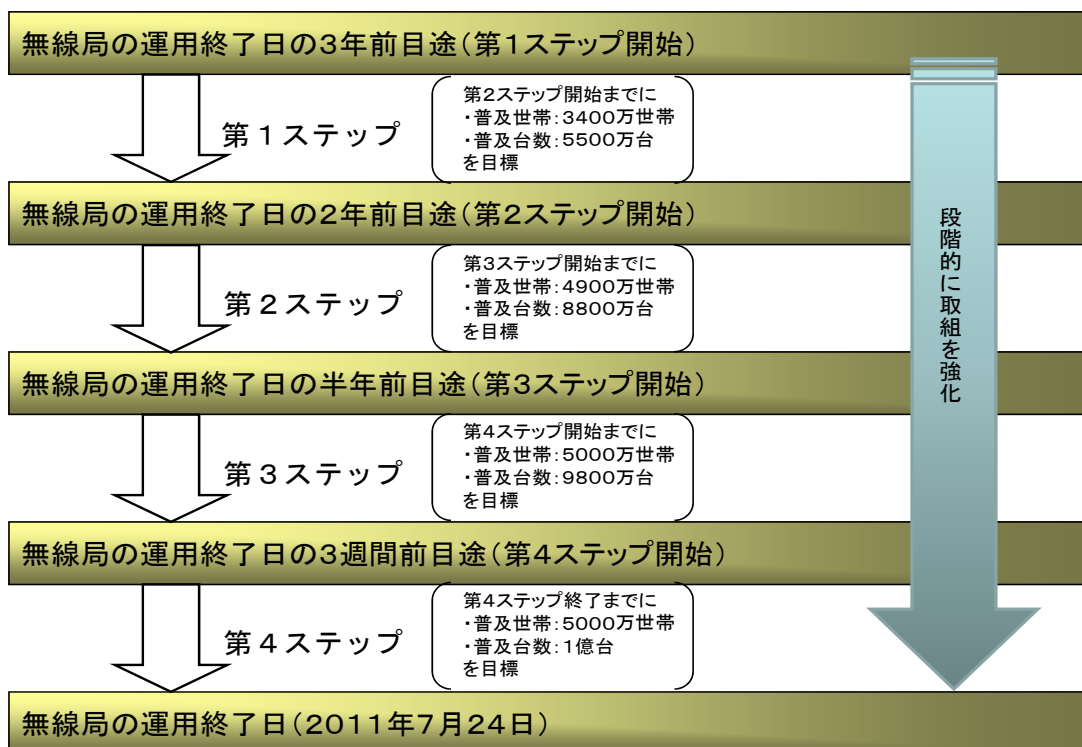 無線局の運用終了日の3年前目途（第1ステップ開始）
第１ステップ
第2ステップ開始までに
・普及世帯：3400万世帯
・普及台数：5500万台
を目標
無線局の運用終了日の2年前目途（第2ステップ開始）
第２ステップ
第3ステップ開始までに
・普及世帯：4900万世帯
・普及台数：8800万台
を目標
無線局の運用終了日の半年前目途（第3ステップ開始）
第３ステップ
第4ステップ開始までに
・普及世帯：5000万世帯
・普及台数：9800万台
を目標
無線局の運用終了日の3週間前目途（第4ステップ開始）
第４ステップ
第4ステップ終了までに
・普及世帯：5000万世帯
・普及台数：1億台
を目標
無線局の運用終了日（2011年7月24日）
段階的に取組を強化